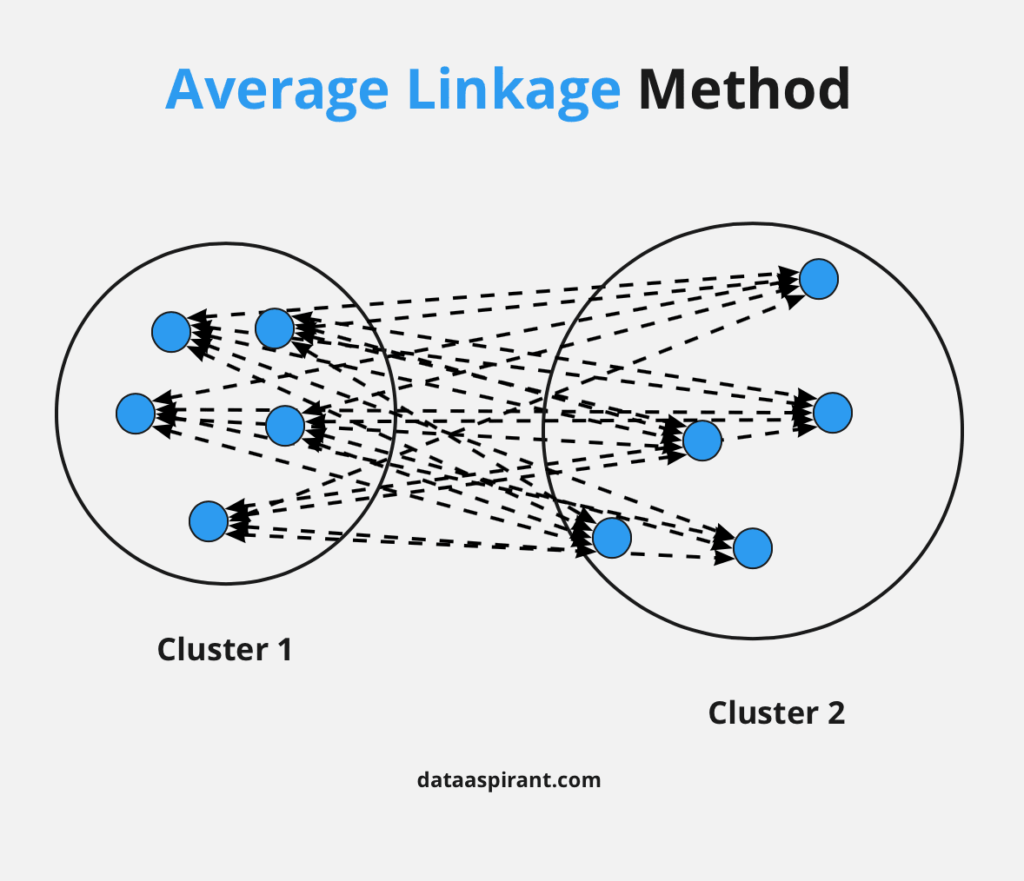 Average Linkage Method
Cluster 1
Cluster 2
dataaspirant.com